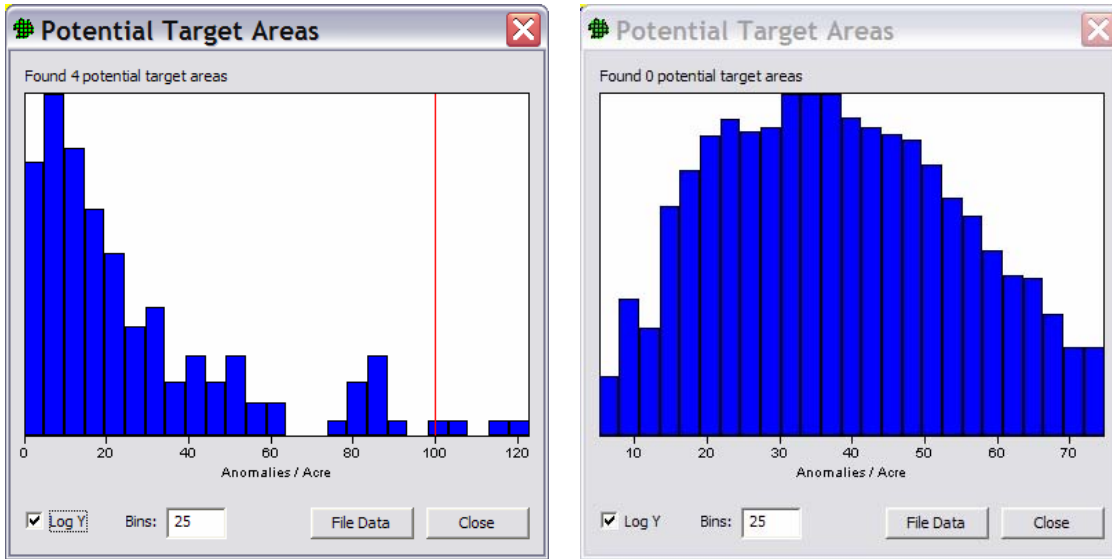 Potential Target Areas
Found 4 potential target areas
0 20 40 60 80 100 120
Anomalies / Acre
Log Y Bins: 25 File Data Close
Potential Target Areas
Found 0 potential target areas
10 20 30 40 50 60 70
Anomalies / Acre
Log Y Bins: 25 File Data Close